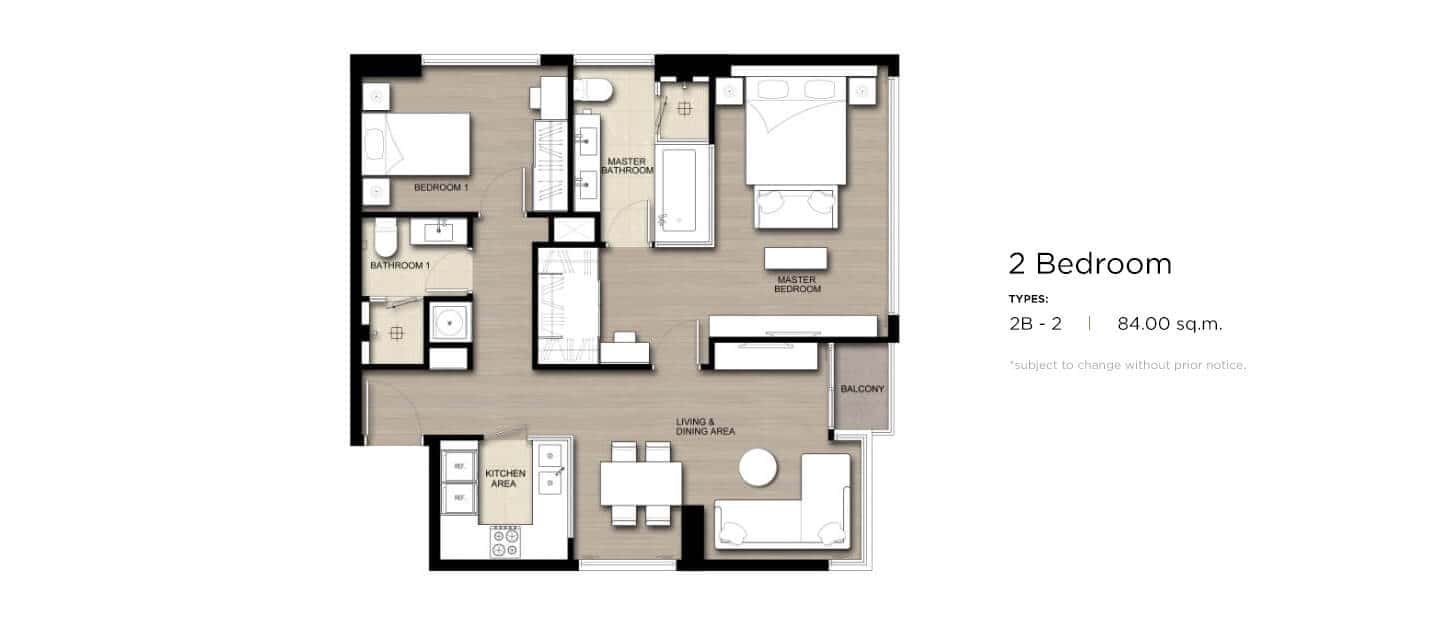 BEDROOM 1
MASTER
BATHROOM
BATHROOM 1
MASTER
BEDROOM
BALCONY
LIVING &
DINING AREA
KITCHEN
AREA
REF.
REF.
2 Bedroom
TYPES:
2B - 2 | 84.00 sq.m.
*subject to change without prior notice.